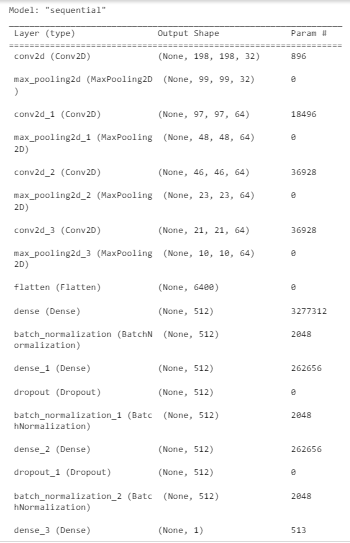 Model: "sequential"
Layer (type) Output Shape Param #
conv2d (Conv2D) (None, 198, 198, 32) 896
max_pooling2d (MaxPooling2D (None, 99, 99, 32) 0
)
conv2d_1 (Conv2D) (None, 97, 97, 64) 18496
max_pooling2d_1 (MaxPooling (None, 48, 48, 64) 0
2D)
conv2d_2 (Conv2D) (None, 46, 46, 64) 36928
max_pooling2d_2 (MaxPooling (None, 23, 23, 64) 0
2D)
conv2d_3 (Conv2D) (None, 21, 21, 64) 36928
max_pooling2d_3 (MaxPooling (None, 10, 10, 64) 0
2D)
flatten (Flatten) (None, 6400) 0
dense (Dense) (None, 512) 3277312
batch_normalization (BatchN (None, 512) 2048
ormalization)
dense_1 (Dense) (None, 512) 262656
dropout (Dropout) (None, 512) 0
batch_normalization_1 (Batc (None, 512) 2048
hNormalization)
dense_2 (Dense) (None, 512) 262656
dropout_1 (Dropout) (None, 512) 0
batch_normalization_2 (Batc (None, 512) 2048
hNormalization)
dense_3 (Dense) (None, 1) 513